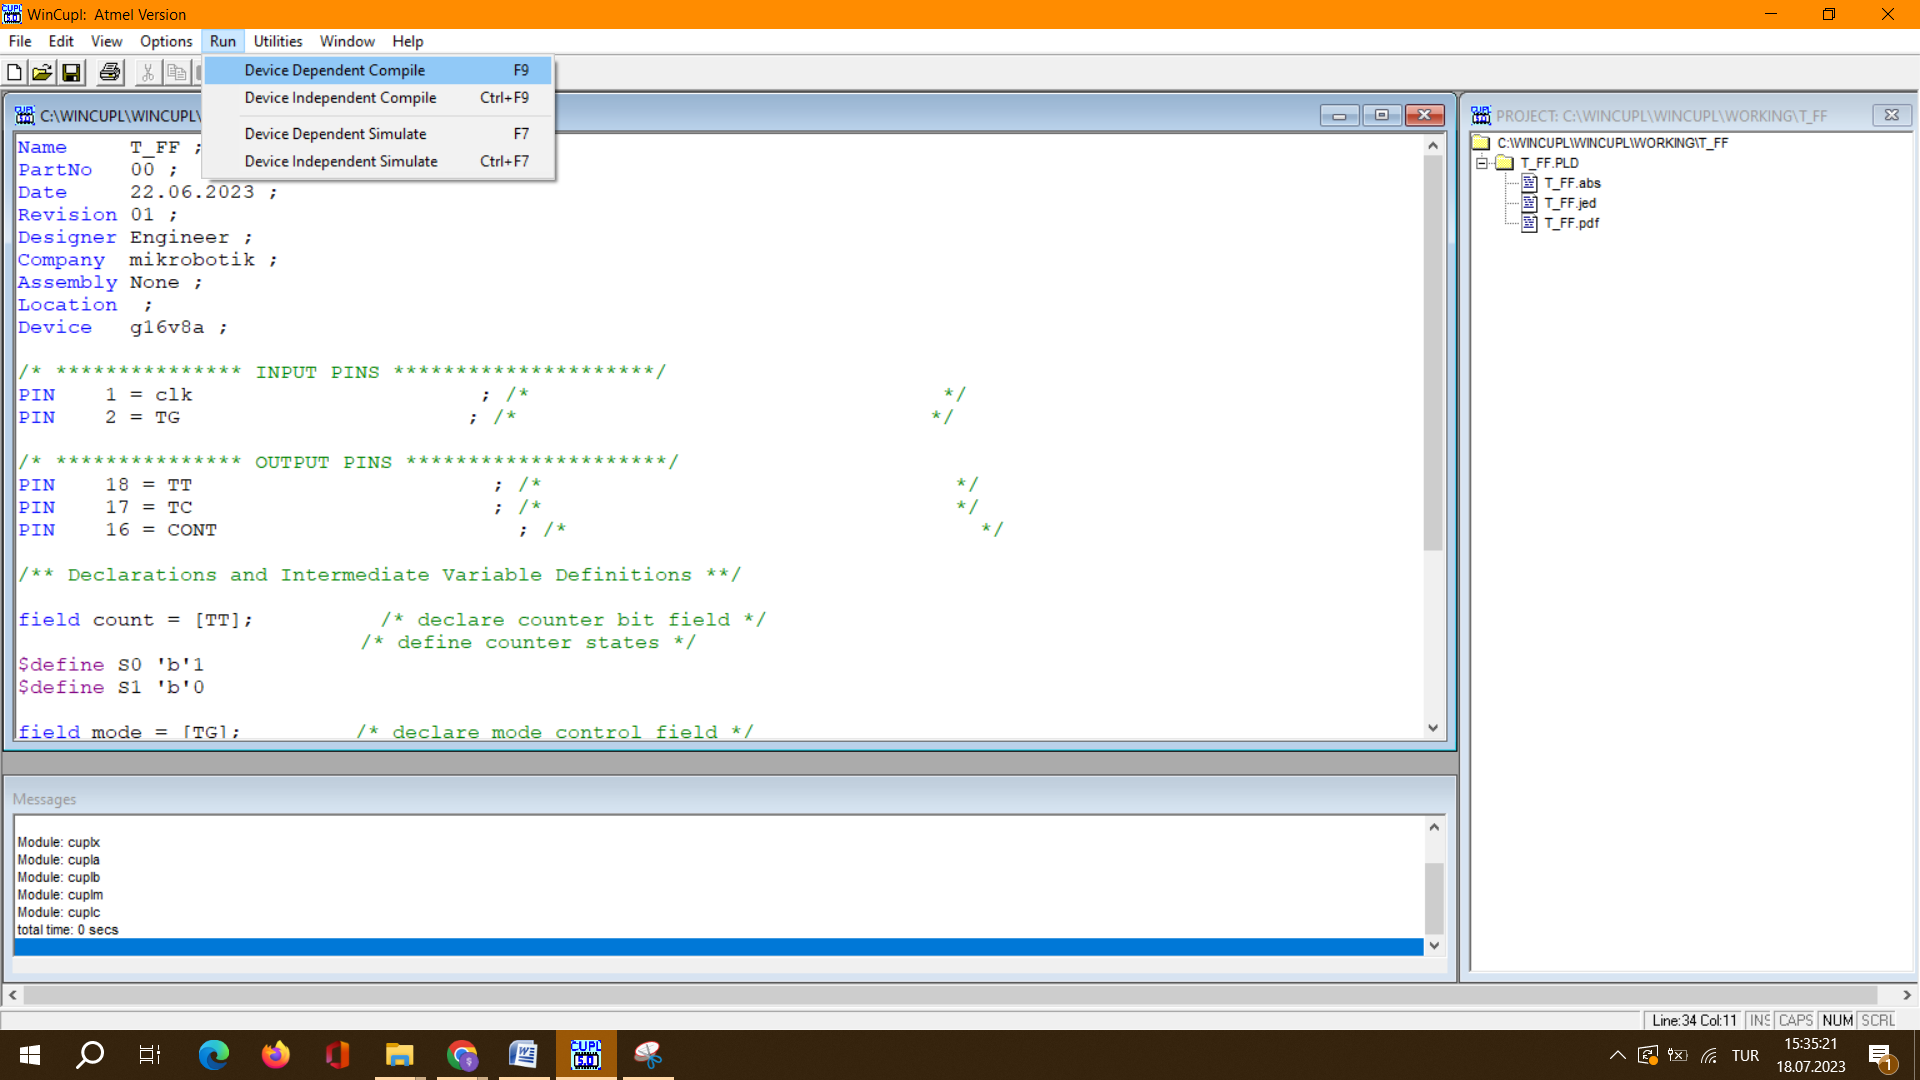 WinCupl: Atmel Version
File Edit View Options Run Utilities Window Help
Device Dependent Compile F9
Device Independent Compile Ctrl+F9
Device Dependent Simulate F7
Device Independent Simulate Ctrl+F7
C:\WINCUPL\WINCUPL\
Name T_FF ;
PartNo 00 ;
Date 22.06.2023 ;
Revision 01 ;
Designer Engineer ;
Company mikrobotik ;
Assembly None ;
Location ;
Device g16v8a ;
/* *************** INPUT PINS *********************/
PIN 1 = clk ; /* */
PIN 2 = TG ; /* */
/* *************** OUTPUT PINS *********************/
PIN 18 = TT ; /* */
PIN 17 = TC ; /* */
PIN 16 = CONT ; /* */
/** Declarations and Intermediate Variable Definitions **/
field count = [TT]; /* declare counter bit field */
/* define counter states */
$define S0 'b'1
$define S1 'b'0
field mode = [TG]; /* declare mode control field */
PROJECT: C:\WINCUPL\WINCUPL\WORKING\T_FF
C:\WINCUPL\WINCUPL\WORKING\T_FF
T_FF.PLD
T_FF.abs
T_FF.jed
T_FF.pdf
Messages
Module: cuplx
Module: cupla
Module: cuplb
Module: cuplm
Module: cuplc
total time: 0 secs
Line:34 Col:11 INS CAPS NUM SCRL
CUPL
5.0
TUR
15:35:21
18.07.2023
1